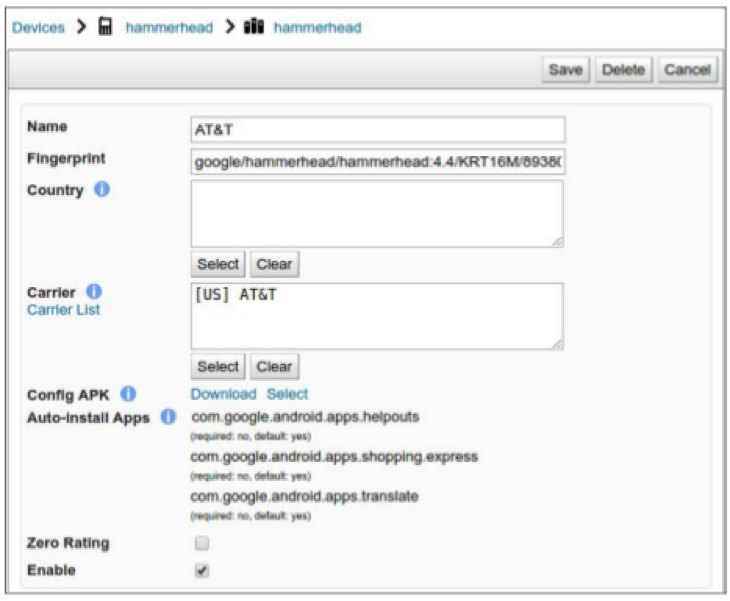 Devices > hammerhead > hammerhead
Save Delete Cancel
Name AT&T
Fingerprint google/hammerhead/hammerhead:4.4/KRT16M/8938
Country
Select Clear
Carrier [US] AT&T
Carrier List
Select Clear
Config APK Download Select
Auto-Install Apps com.google.android.apps.helpouts
(required: no, default: yes)
com.google.android.apps.shopping.express
(required: no, default: yes)
com.google.android.apps.translate
(required: no, default: yes)
Zero Rating
Enable